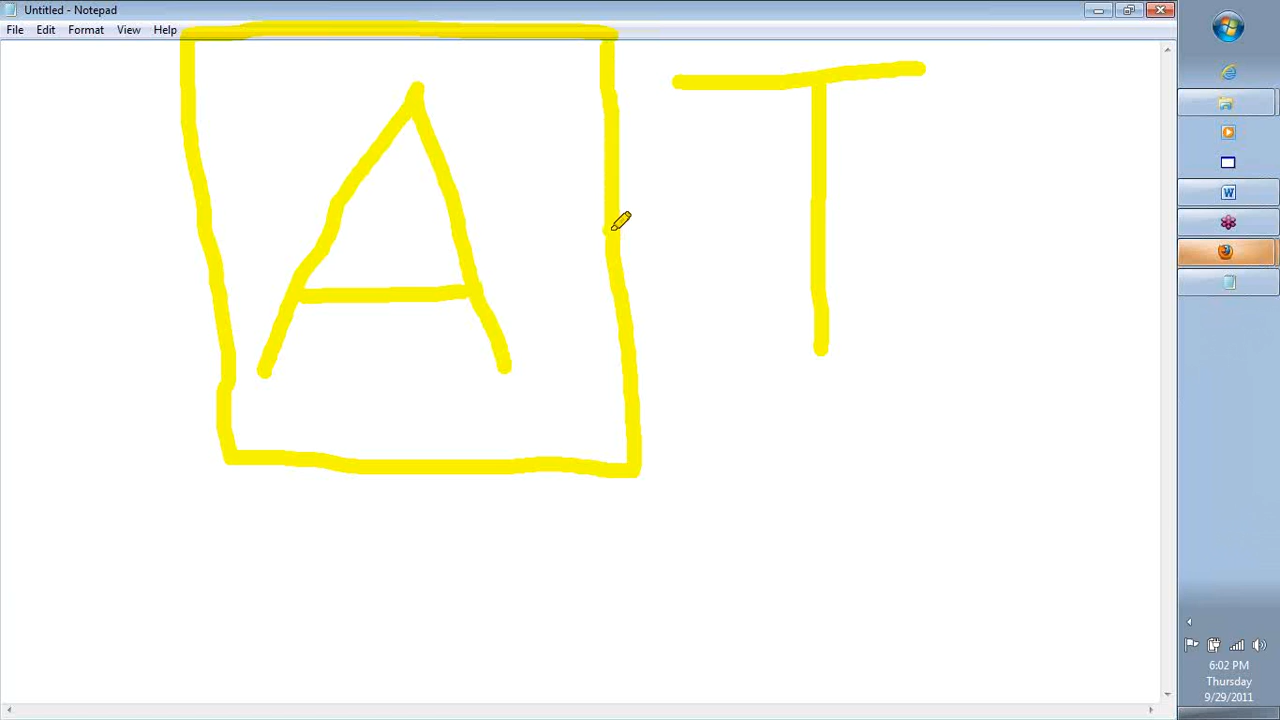 Untitled - Notepad
File Edit Format View Help
A T
6:02 PM
Thursday
9/29/2011